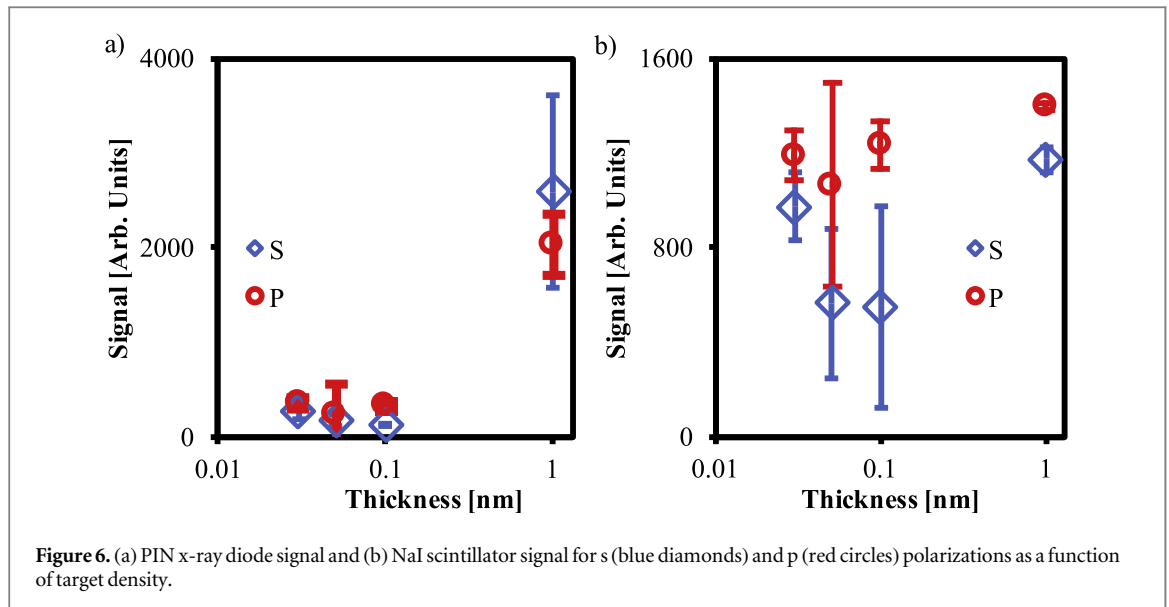 a)
4000
2000
0
Signal [Arb. Units]
S
P
0.01
0.1
1
Thickness [nm]
b)
1600
800
0
Signal [Arb. Units]
S
P
0.01
0.1
1
Thickness [nm]
Figure 6. (a) PIN x-ray diode signal and (b) NaI scintillator signal for s (blue diamonds) and p (red circles) polarizations as a function
of target density.